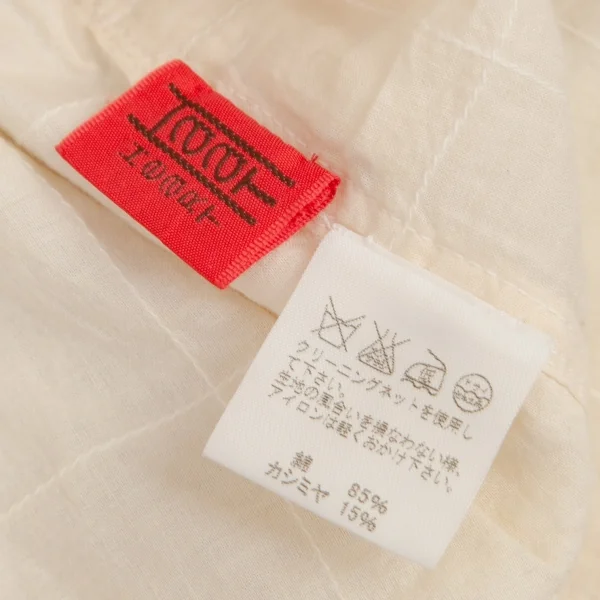 低
クリーニングネットを使用し
て下さい。
生地の風合いを損なわない様、
アイロンは軽くおかけ下さい。
綿 85%
カシミヤ 15%